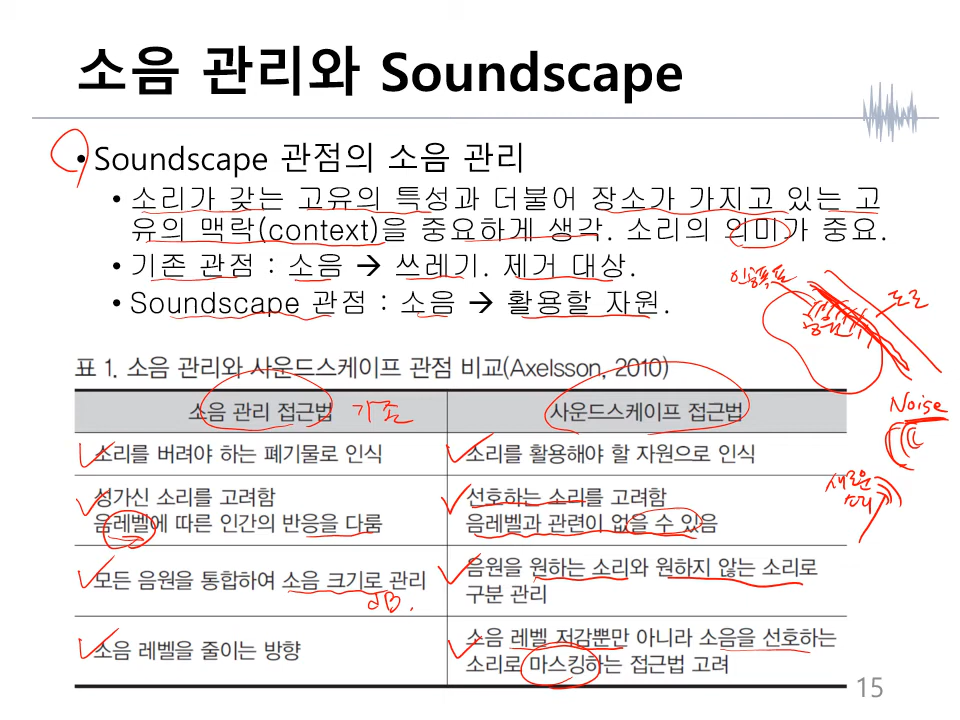 소음 관리와 Soundscape
• Soundscape 관점의 소음 관리
• 소리가 갖는 고유의 특성과 더불어 장소가 가지고 있는 고
유의 맥락(context)을 중요하게 생각. 소리의 의미가 중요.
• 기존 관점 : 소음 → 쓰레기. 제거 대상.
• Soundscape 관점 : 소음 → 활용할 자원.
인공폭포
도로
공원
표 1. 소음 관리와 사운드스케이프 관점 비교(Axelsson, 2010)
소음 관리 접근법 기존 사운드스케이프 접근법
Noise
소리를 버려야 하는 폐기물로 인식 소리를 활용해야 할 자원으로 인식
새로운
소리
성가신 소리를 고려함 선호하는 소리를 고려함
음레벨에 따른 인간의 반응을 다룸 음레벨과 관련이 없을 수 있음
모든 음원을 통합하여 소음 크기로 관리 음원을 원하는 소리와 원하지 않는 소리로
dB. 구분 관리
소음 레벨을 줄이는 방향 소음 레벨 저감뿐만 아니라 소음을 선호하는
소리로 마스킹하는 접근법 고려
15